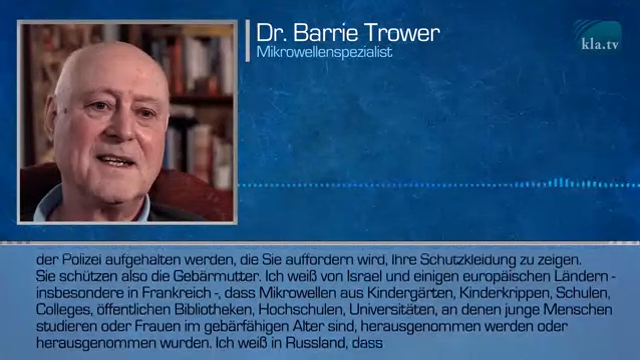 Dr. Barrie Trower
Mikrowellenspezialist
kla.tv
der Polizei aufgehalten werden, die Sie auffordern wird, Ihre Schutzkleidung zu zeigen.
Sie schützen also die Gebärmutter. Ich weiß von Israel und einigen europäischen Ländern -
insbesondere in Frankreich -, dass Mikrowellen aus Kindergärten, Kinderkrippen, Schulen,
Colleges, öffentlichen Bibliotheken, Hochschulen, Universitäten, an denen junge Menschen
studieren oder Frauen im gebärfähigen Alter sind, herausgenommen werden oder
herausgenommen wurden. Ich weiß in Russland, dass